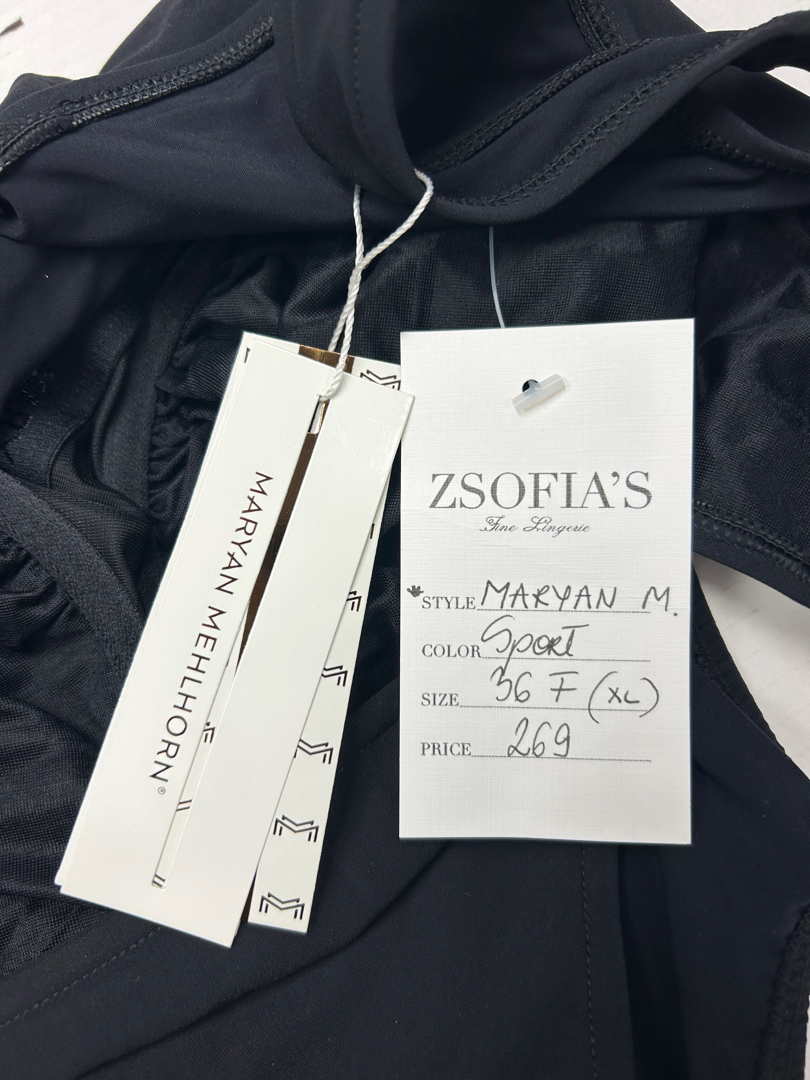 MARYAN MEHLHORN®
ZSOFIA'S
Fine Lingerie
STYLE MARYAN M.
COLOR Sport
SIZE 36 F (XL)
PRICE 269